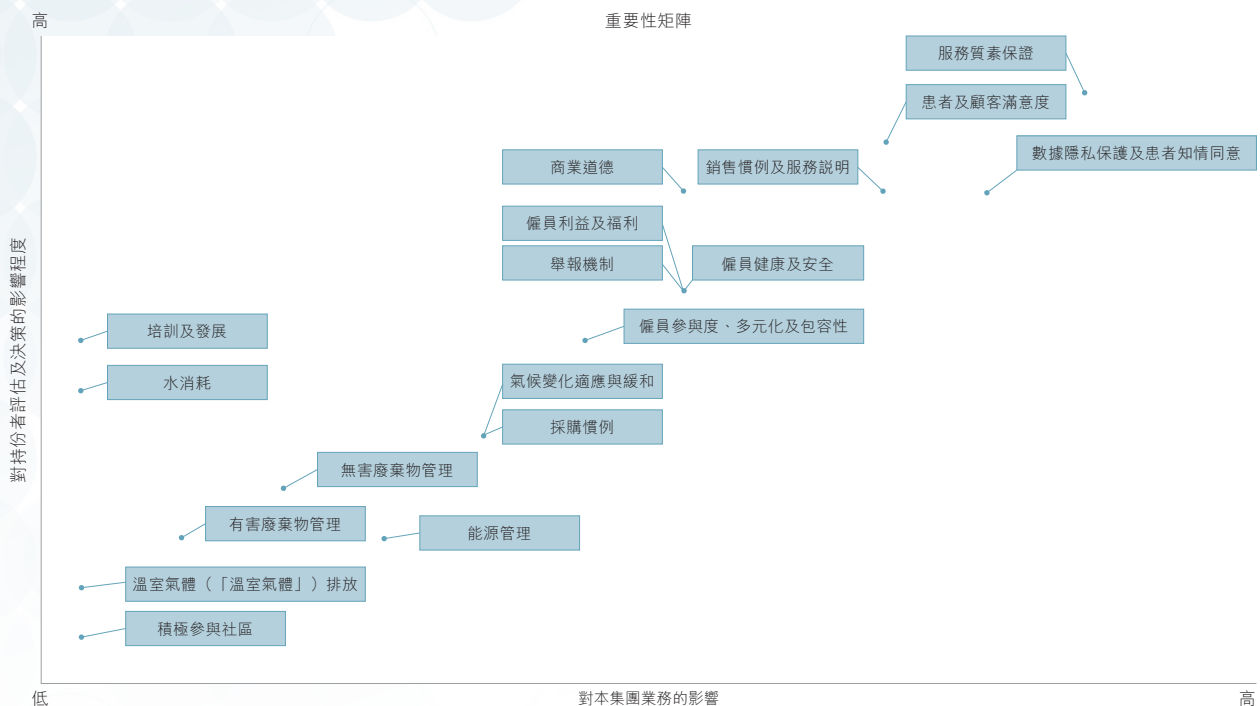 高
重要性矩陣
服務質素保證
患者及顧客滿意度
數據隱私保護及患者知情同意
商業道德
銷售慣例及服務説明
僱員利益及福利
舉報機制
僱員健康及安全
僱員參與度、多元化及包容性
培訓及發展
水消耗
氣候變化適應與緩和
採購慣例
無害廢棄物管理
有害廢棄物管理
能源管理
溫室氣體（「溫室氣體」）排放
積極參與社區
對持份者評估及決策的影響程度
低
對本集團業務的影響
高